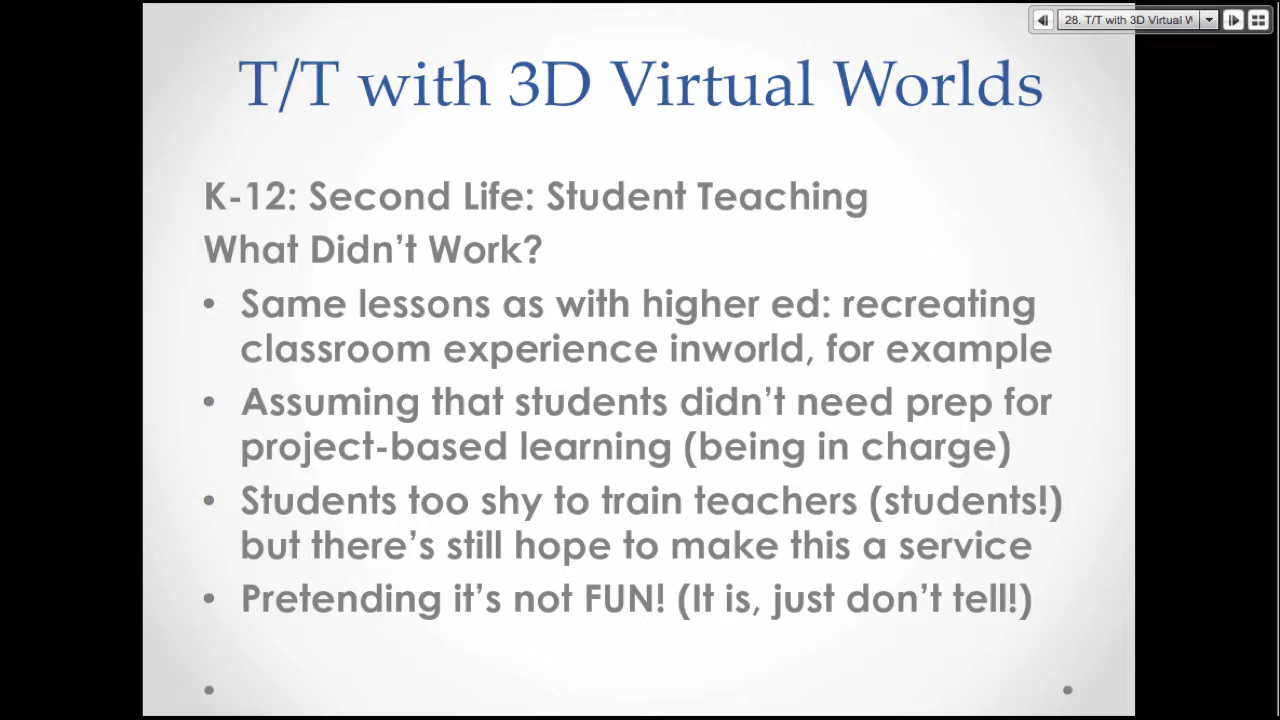 28. T/T with 3D Virtual W
T/T with 3D Virtual Worlds
K-12: Second Life: Student Teaching
What Didn’t Work?
• Same lessons as with higher ed: recreating
classroom experience inworld, for example
• Assuming that students didn’t need prep for
project-based learning (being in charge)
• Students too shy to train teachers (students!)
but there’s still hope to make this a service
• Pretending it’s not FUN! (It is, just don’t tell!)